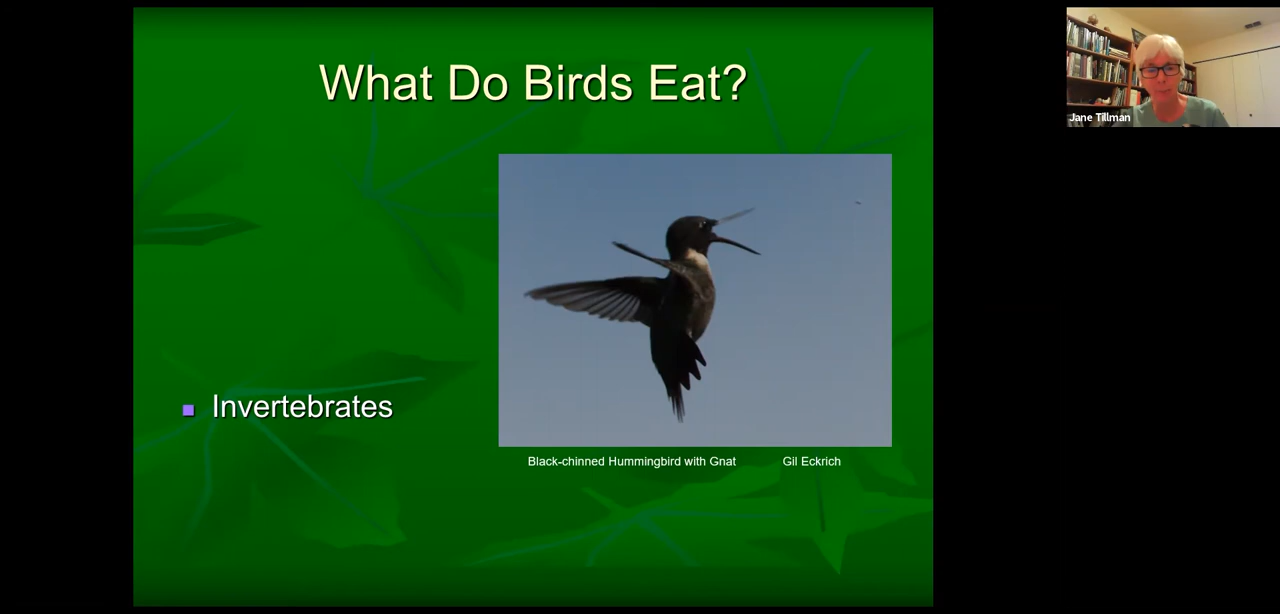 What Do Birds Eat?
Jane Tillman
Invertebrates
Black-chinned Hummingbird with Gnat Gil Eckrich